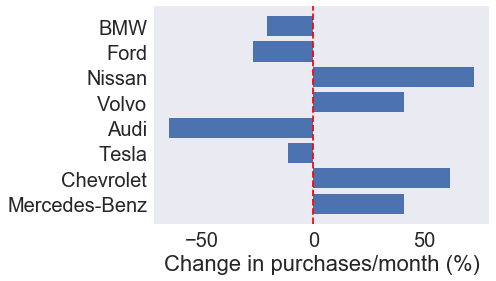 BMW
Ford
Nissan
Volvo
Audi
Tesla
Chevrolet
Mercedes-Benz
−50 0 50
Change in purchases/month (%)